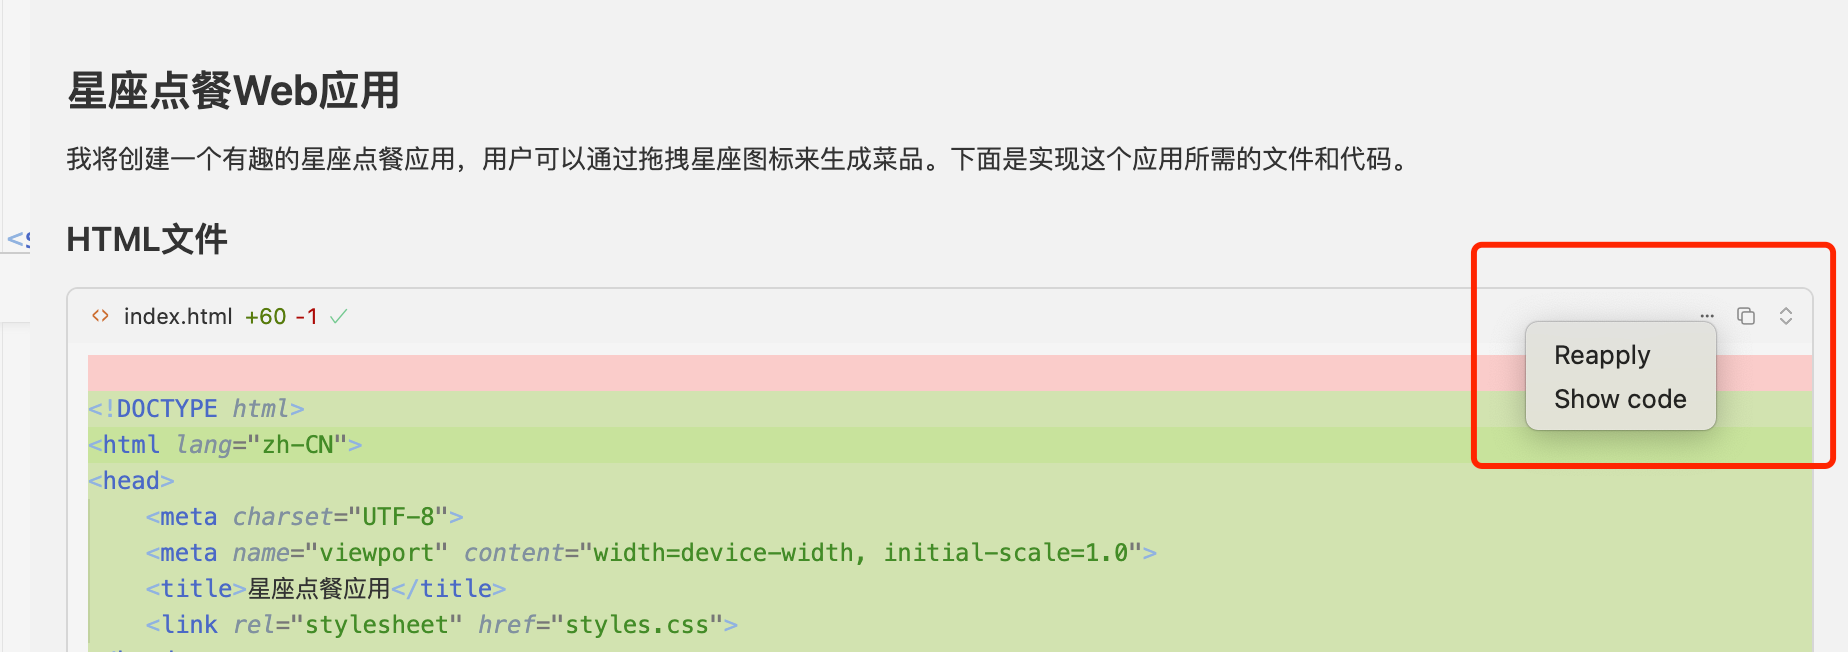 星座点餐Web应用
我将创建一个有趣的星座点餐应用，用户可以通过拖拽星座图标来生成菜品。下面是实现这个应用所需的文件和代码。
HTML文件
<> index.html +60 -1 ✓ ...
Reapply
Show code
<!DOCTYPE html>
<html lang="zh-CN">
<head>
<meta charset="UTF-8">
<meta name="viewport" content="width=device-width, initial-scale=1.0">
<title>星座点餐应用</title>
<link rel="stylesheet" href="styles.css">